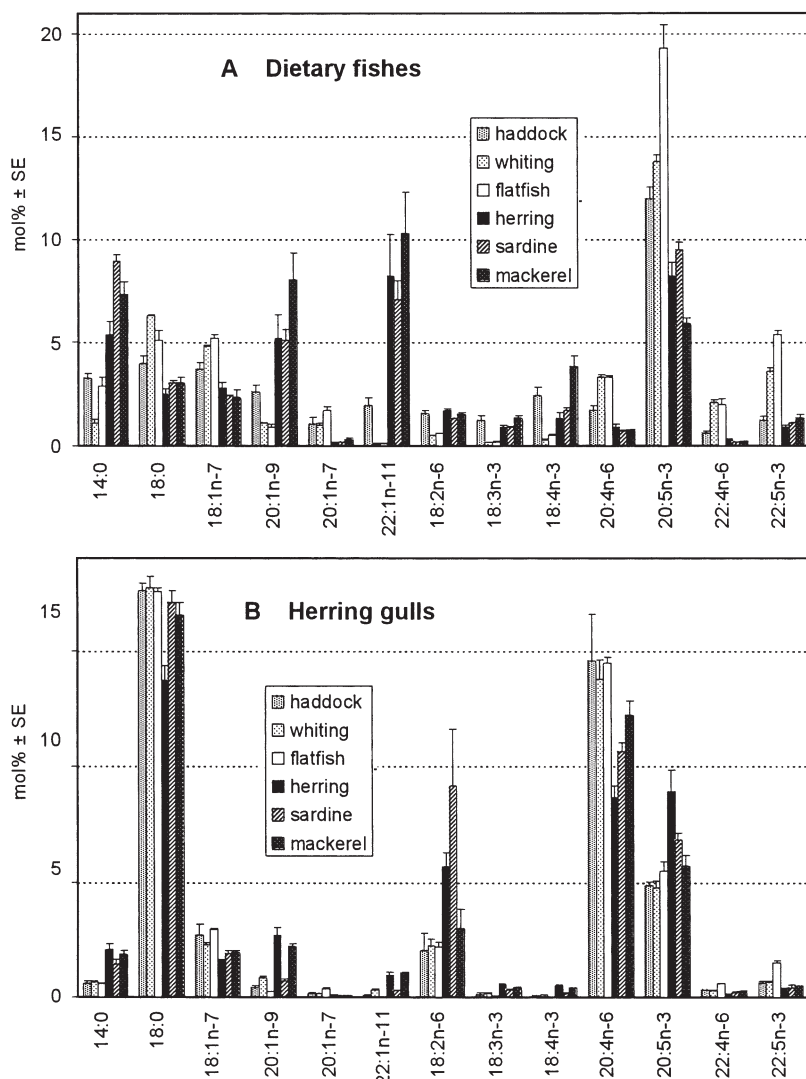 A Dietary fishes
mol% ± SE
20
15
10
5
0
haddock
whiting
flatfish
herring
sardine
mackerel
14:0
18:0
18:1n-7
20:1n-9
20:1n-7
22:1n-11
18:2n-6
18:3n-3
18:4n-3
20:4n-6
20:5n-3
22:4n-6
22:5n-3
B Herring gulls
mol% ± SE
15
10
5
0
haddock
whiting
flatfish
herring
sardine
mackerel
14:0
18:0
18:1n-7
20:1n-9
20:1n-7
22:1n-11
18:2n-6
18:3n-3
18:4n-3
20:4n-6
20:5n-3
22:4n-6
22:5n-3